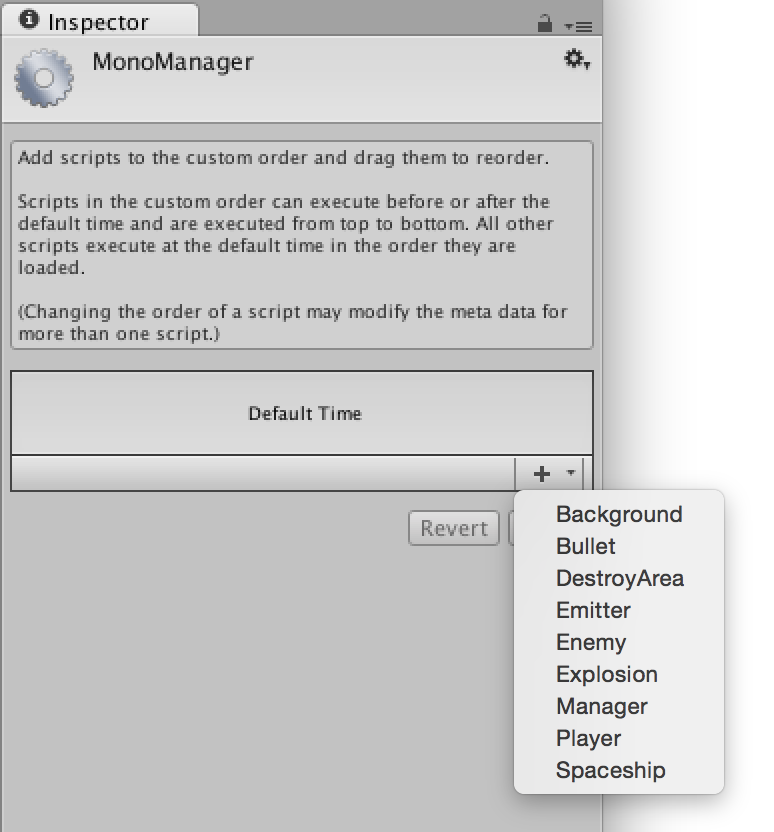 Inspector
MonoManager
Add scripts to the custom order and drag them to reorder.
Scripts in the custom order can execute before or after the
default time and are executed from top to bottom. All other
scripts execute at the default time in the order they are
loaded.
(Changing the order of a script may modify the meta data for
more than one script.)
Default Time
Revert
Background
Bullet
DestroyArea
Emitter
Enemy
Explosion
Manager
Player
Spaceship